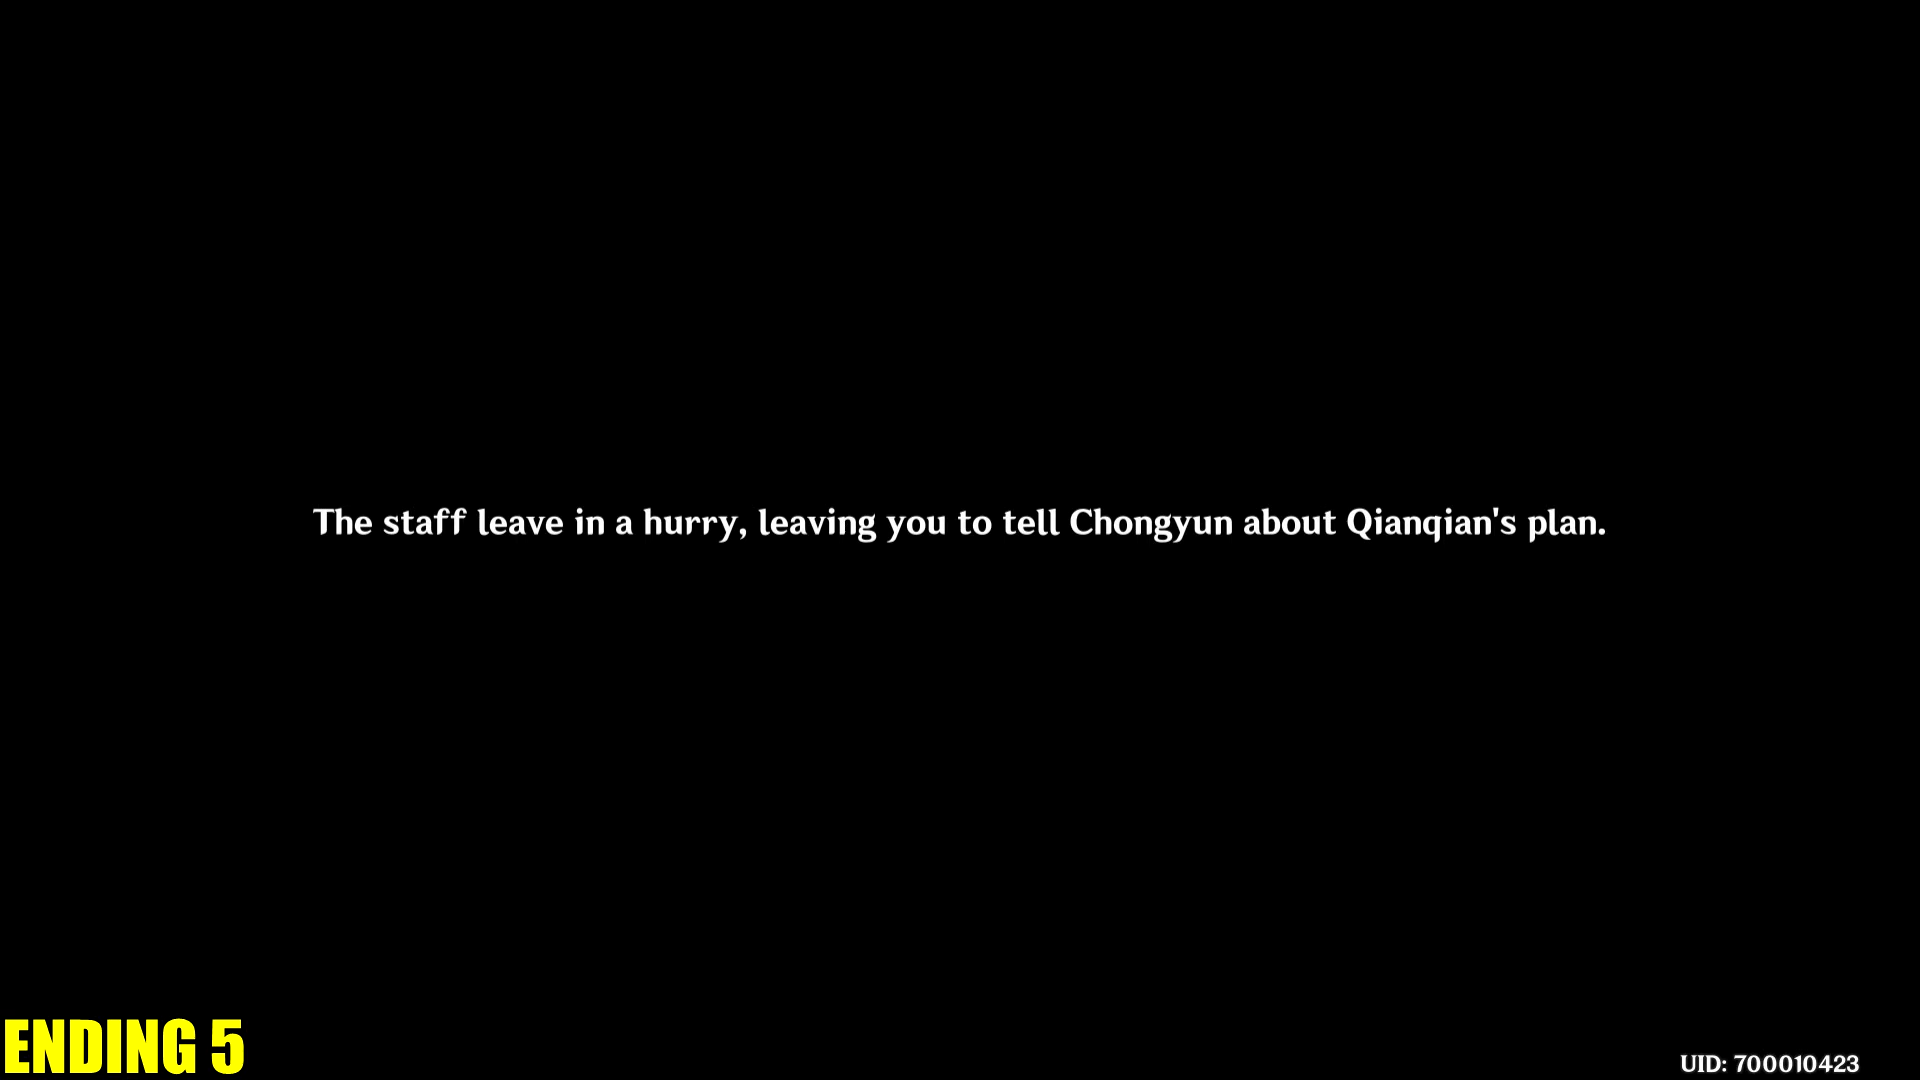 The staff leave in a hurry, leaving you to tell Chongyun about Qianqian's plan.
ENDING 5
UID: 700010423